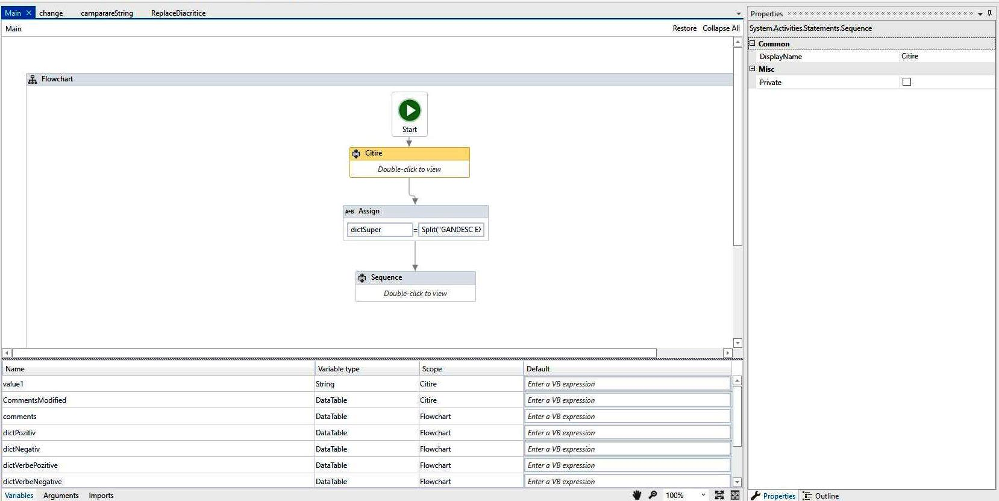 Main change camparareString ReplaceDiacritice
Main Restore Collapse All
Flowchart
Start
Citire
Double-click to view
A+B Assign
dictSuper = Split("GANDESC EX
Sequence
Double-click to view
Name Variable type Scope Default
value1 String Citire Enter a VB expression
CommentsModified DataTable Citire Enter a VB expression
comments DataTable Flowchart Enter a VB expression
dictPozitiv DataTable Flowchart Enter a VB expression
dictNegativ DataTable Flowchart Enter a VB expression
dictVerbePozitive DataTable Flowchart Enter a VB expression
dictVerbeNegative DataTable Flowchart Enter a VB expression
Variables Arguments Imports 100%
Properties
System.Activities.Statements.Sequence
Common
DisplayName Citire
Misc
Private
Properties Outline